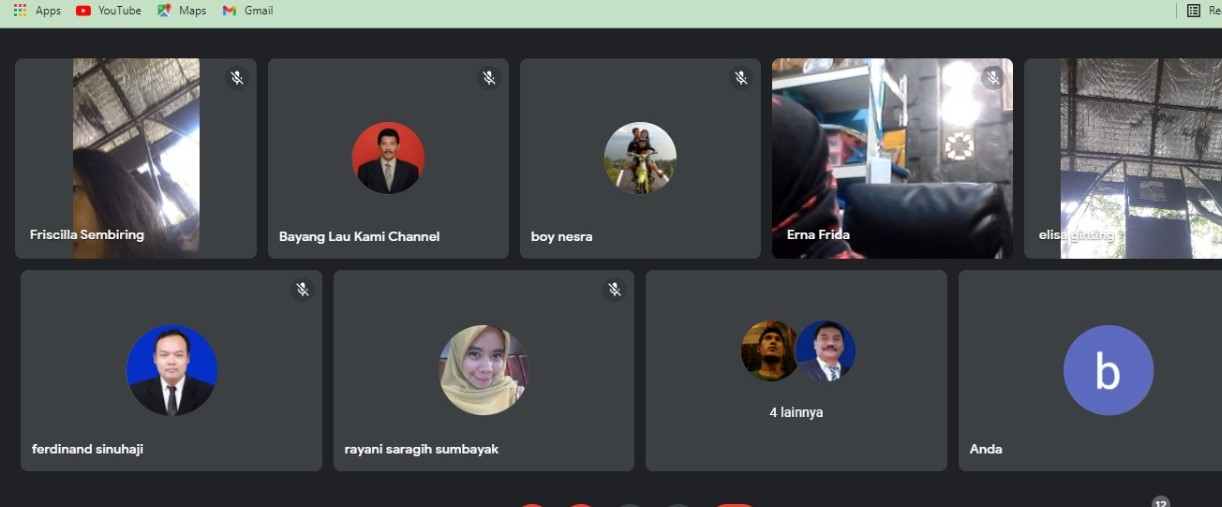 Apps YouTube Maps Gmail
Friscilla Sembiring
Bayang Lau Kami Channel
boy nesra
Erna Frida
elisa ginting
ferdinand sinuhaji
rayani saragih sumbayak
4 lainnya
b
Anda
12